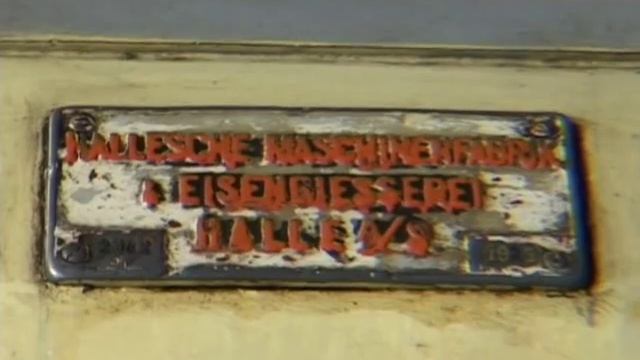 HALLESCHE MASCHINENFABRIK
& EISENGIESSEREI
HALLE A/S